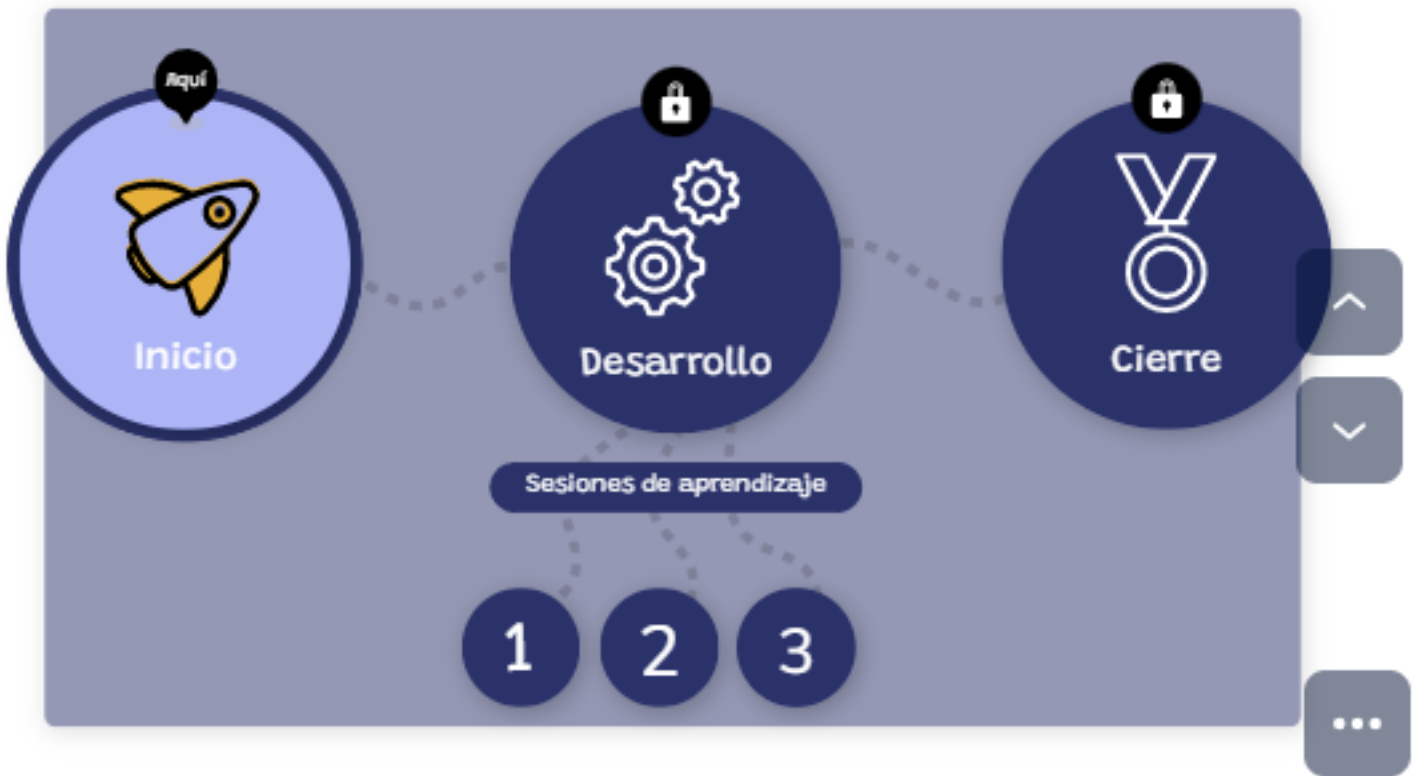 Aquí
Inicio
Desarrollo
Cierre
Sesiones de aprendizaje
1
2
3